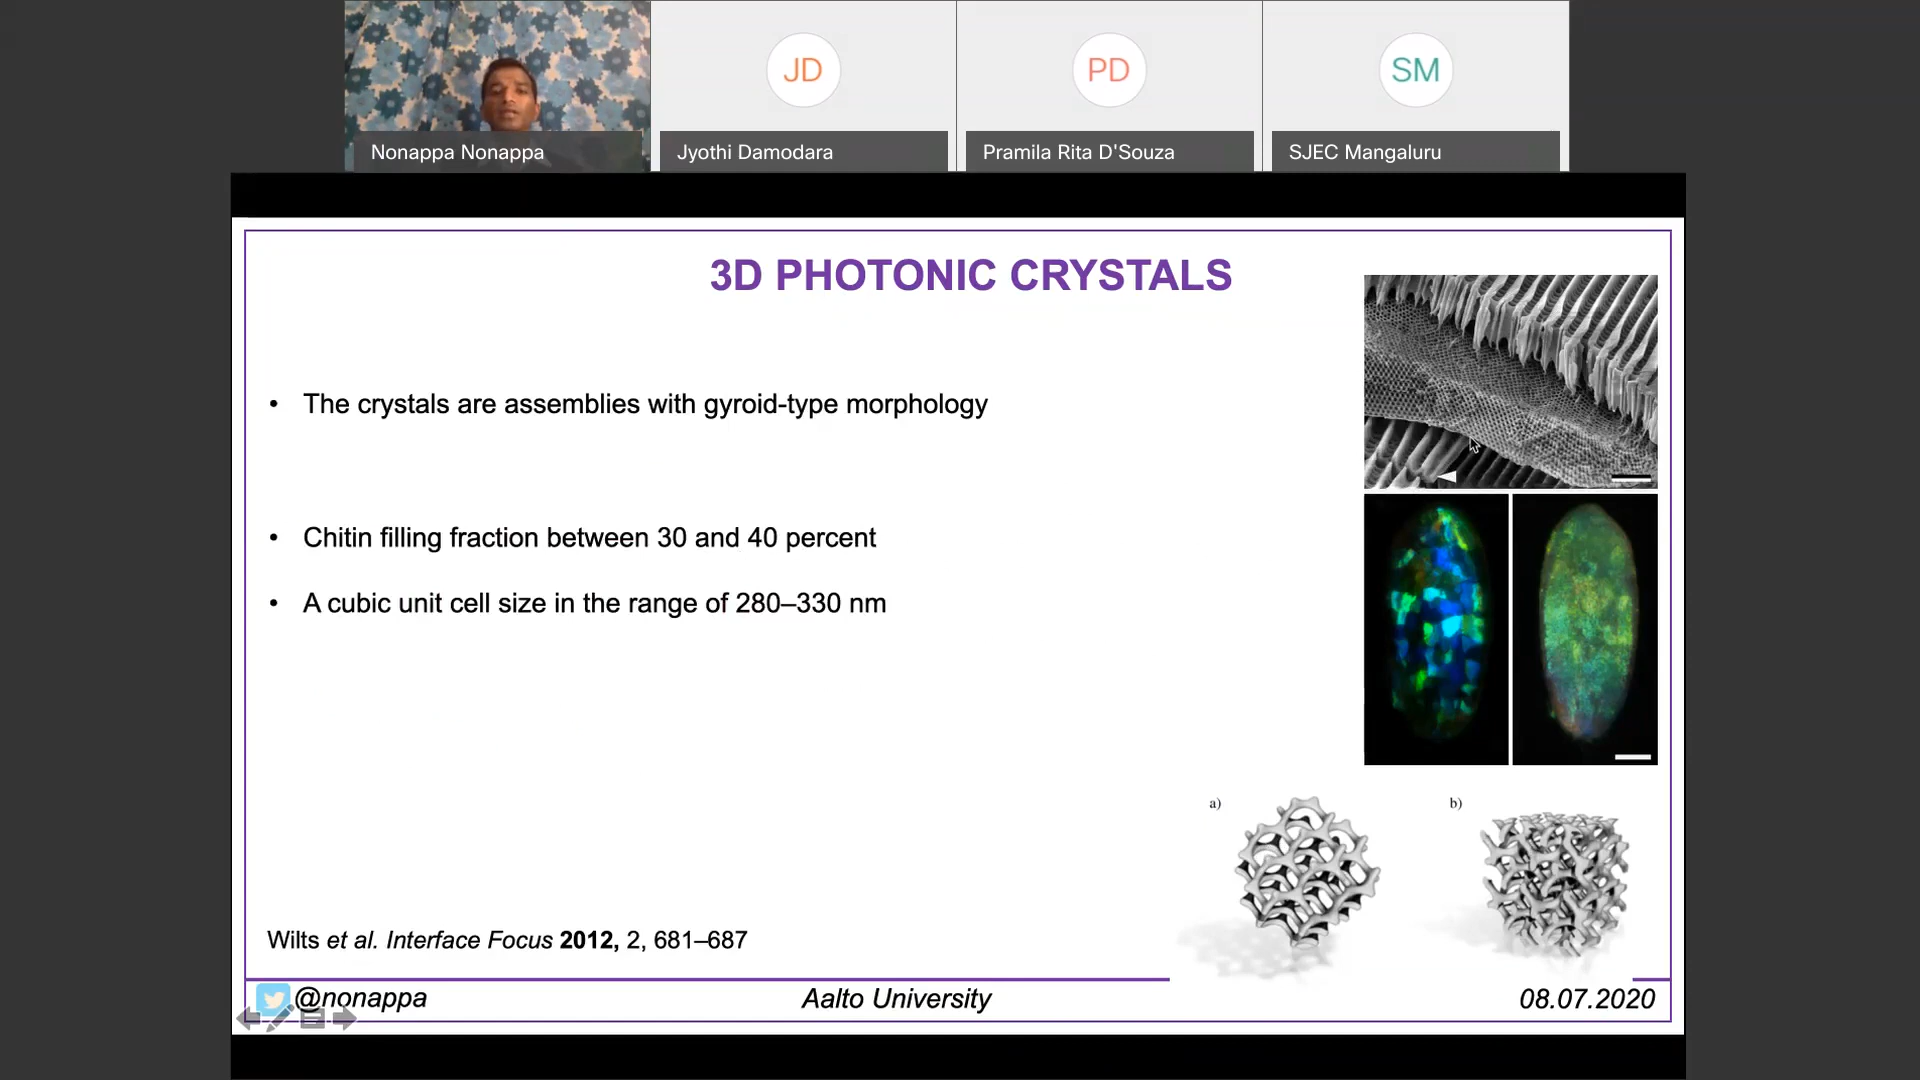 JD
PD
SM
Nonappa Nonappa
Jyothi Damodara
Pramila Rita D'Souza
SJEC Mangaluru
3D PHOTONIC CRYSTALS
• The crystals are assemblies with gyroid-type morphology
• Chitin filling fraction between 30 and 40 percent
• A cubic unit cell size in the range of 280–330 nm
a)
b)
Wilts et al. Interface Focus 2012, 2, 681–687
@nonappa
Aalto University
08.07.2020